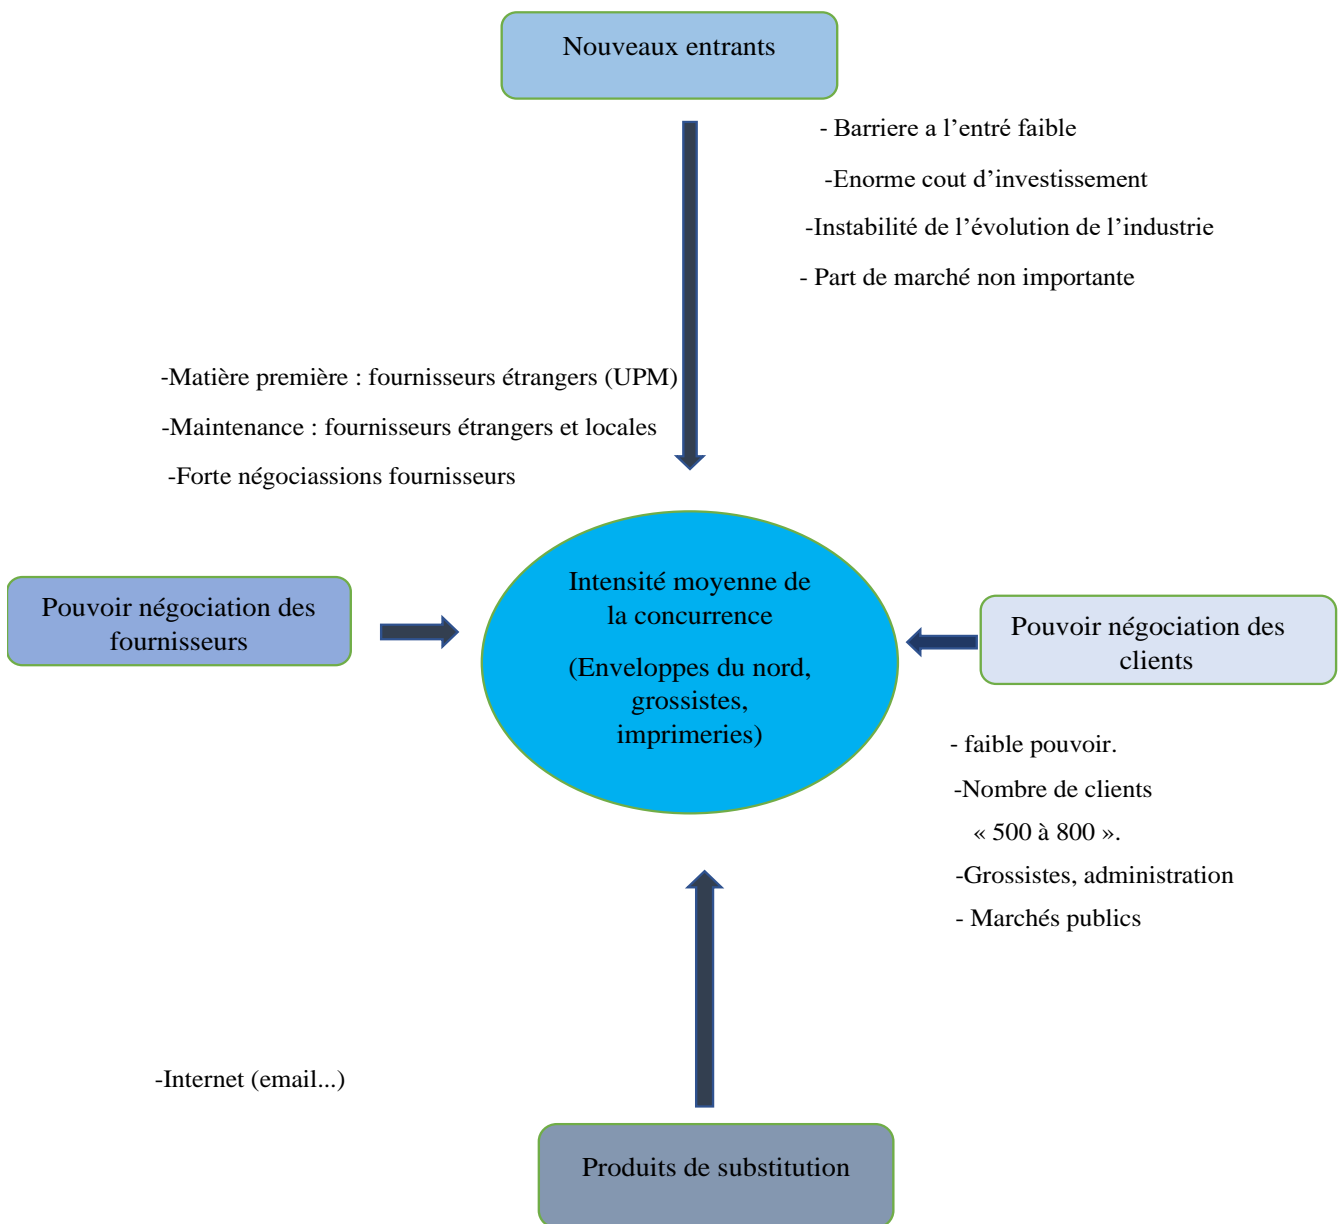 Nouveaux entrants
- Barriere a l’entré faible
-Enorme cout d’investissement
-Instabilité de l’évolution de l’industrie
- Part de marché non importante
-Matière première : fournisseurs étrangers (UPM)
-Maintenance : fournisseurs étrangers et locales
-Forte négociassions fournisseurs
Pouvoir négociation des
fournisseurs
Intensité moyenne de
la concurrence
(Enveloppes du nord,
grossistes,
imprimeries)
Pouvoir négociation des
clients
- faible pouvoir.
-Nombre de clients
« 500 à 800 ».
-Grossistes, administration
- Marchés publics
-Internet (email...)
Produits de substitution